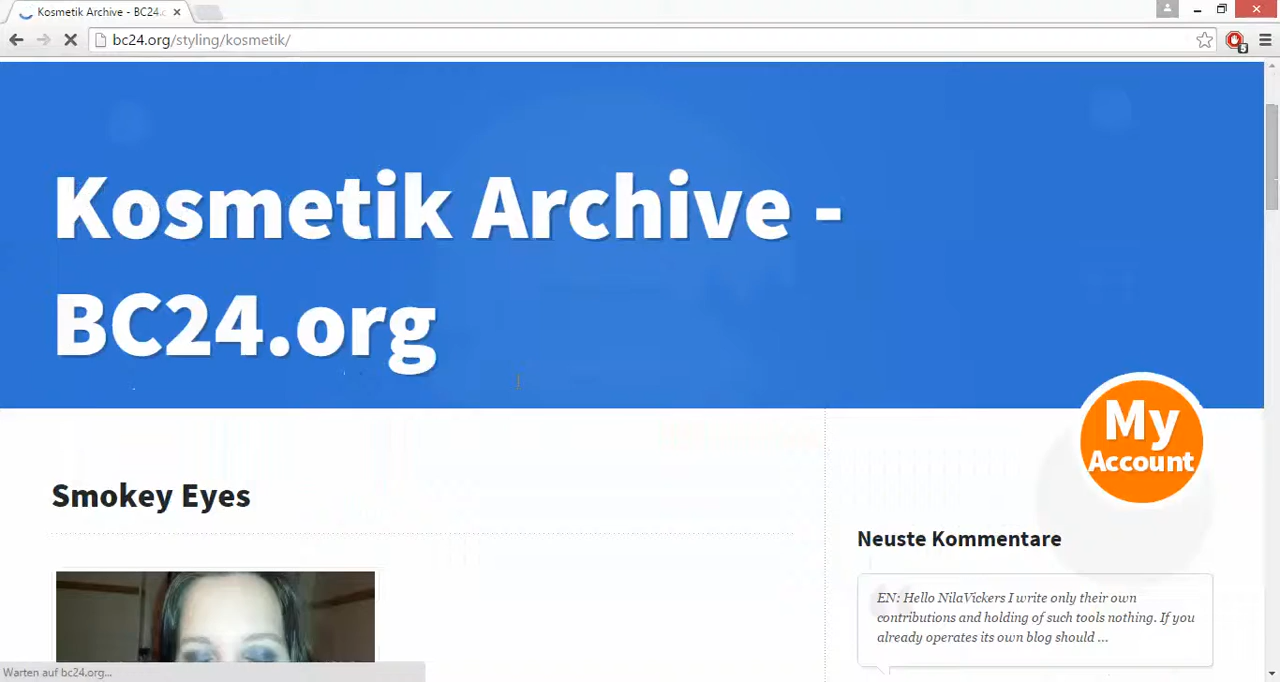 Kosmetik Archive - BC24.c
bc24.org/styling/kosmetik/
5
Kosmetik Archive -
BC24.org
My
Account
Smokey Eyes
Neuste Kommentare
EN: Hello NilaVickers I write only their own
contributions and holding of such tools nothing. If you
already operates its own blog should ...
Warten auf bc24.org...